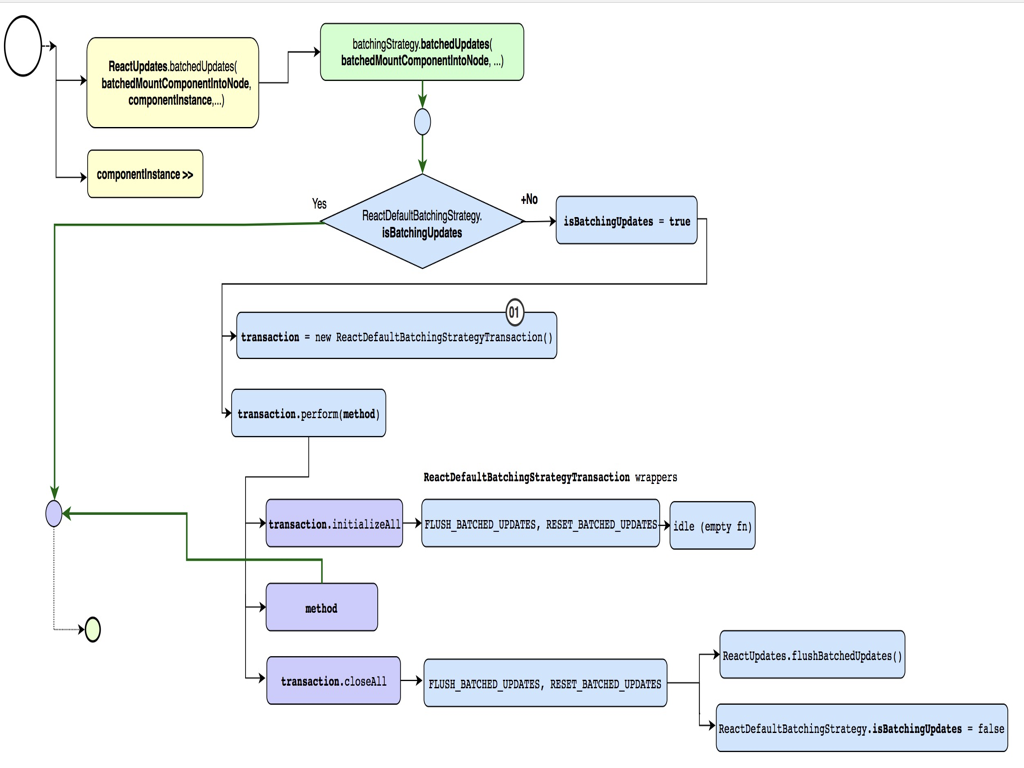 ReactUpdates.batchedUpdates(
batchedMountComponentIntoNode,
componentInstance,...)
batchingStrategy.batchedUpdates(
batchedMountComponentIntoNode, ...)
componentInstance >>
Yes
ReactDefaultBatchingStrategy.
isBatchingUpdates
+No
isBatchingUpdates = true
01
transaction = new ReactDefaultBatchingStrategyTransaction()
transaction.perform(method)
ReactDefaultBatchingStrategyTransaction wrappers
transaction.initializeAll
FLUSH_BATCHED_UPDATES, RESET_BATCHED_UPDATES
idle (empty fn)
method
transaction.closeAll
FLUSH_BATCHED_UPDATES, RESET_BATCHED_UPDATES
ReactUpdates.flushBatchedUpdates()
ReactDefaultBatchingStrategy.isBatchingUpdates = false